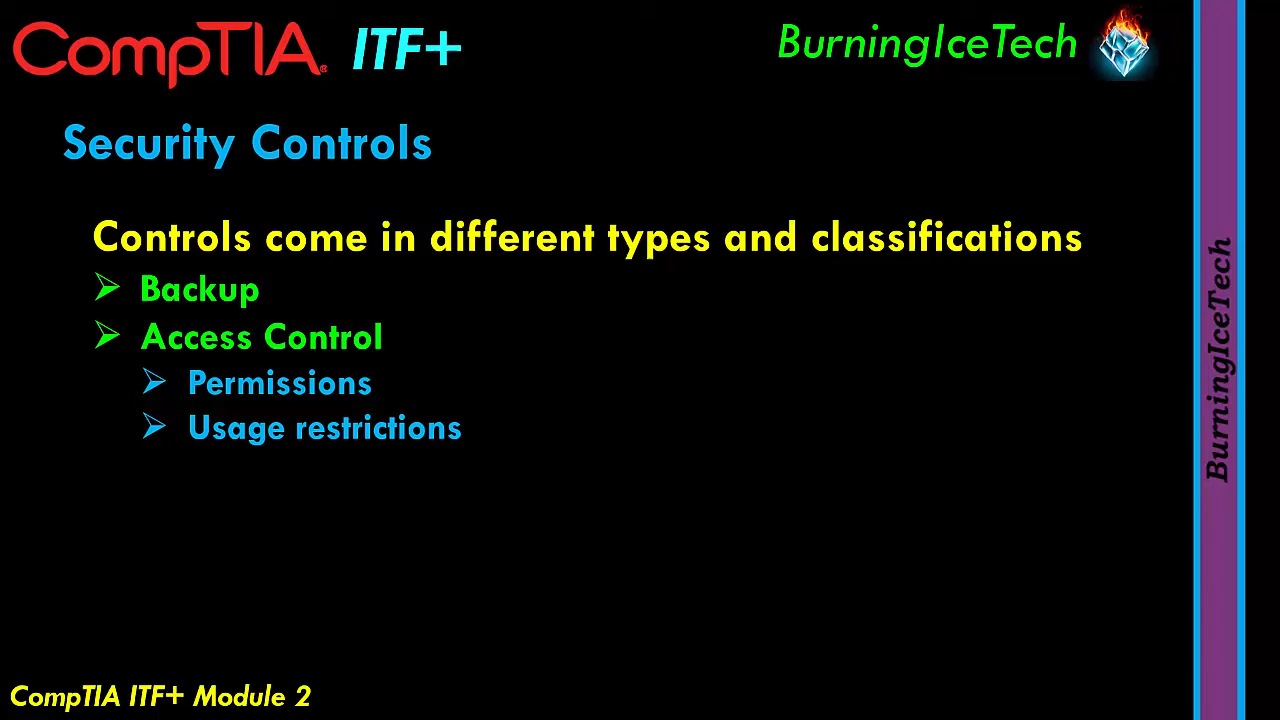 CompTIA® ITF+
BurningIceTech
Security Controls
Controls come in different types and classifications
Backup
Access Control
Permissions
Usage restrictions
BurningIceTech
CompTIA ITF+ Module 2